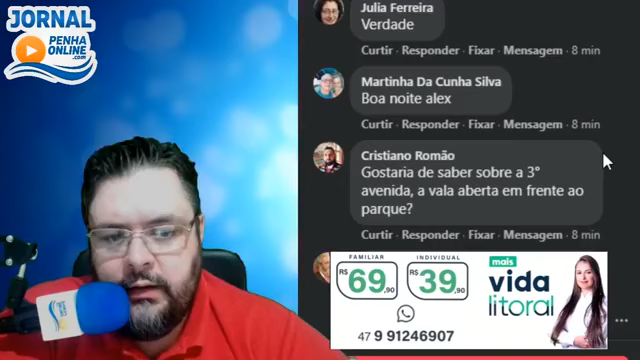 JORNAL
PENHA
ONLINE
.com
Julia Ferreira
Verdade
Curtir · Responder · Fixar · Mensagem · 8 min
Martinha Da Cunha Silva
Boa noite alex
Curtir · Responder · Fixar · Mensagem · 8 min
Cristiano Romão
Gostaria de saber sobre a 3°
avenida, a vala aberta em frente ao
parque?
Curtir · Responder · Fixar · Mensagem · 8 min
FAMILIAR
R$ 69,90
INDIVIDUAL
R$ 39,90
47 9 91246907
mais
vida
litoral